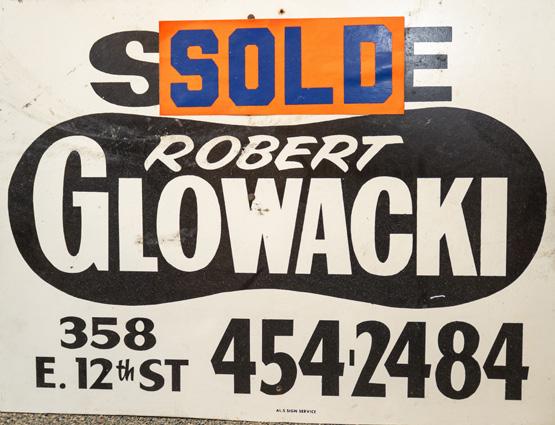 S SOLD E
ROBERT
GLOWACKI
358
E. 12th ST
454-2484
AL'S SIGN SERVICE